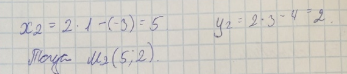 x₂ = 2 · 1 - (-3) = 5    y₂ = 2 · 3 - 4 = 2.
Тогда M₂ (5; 2).